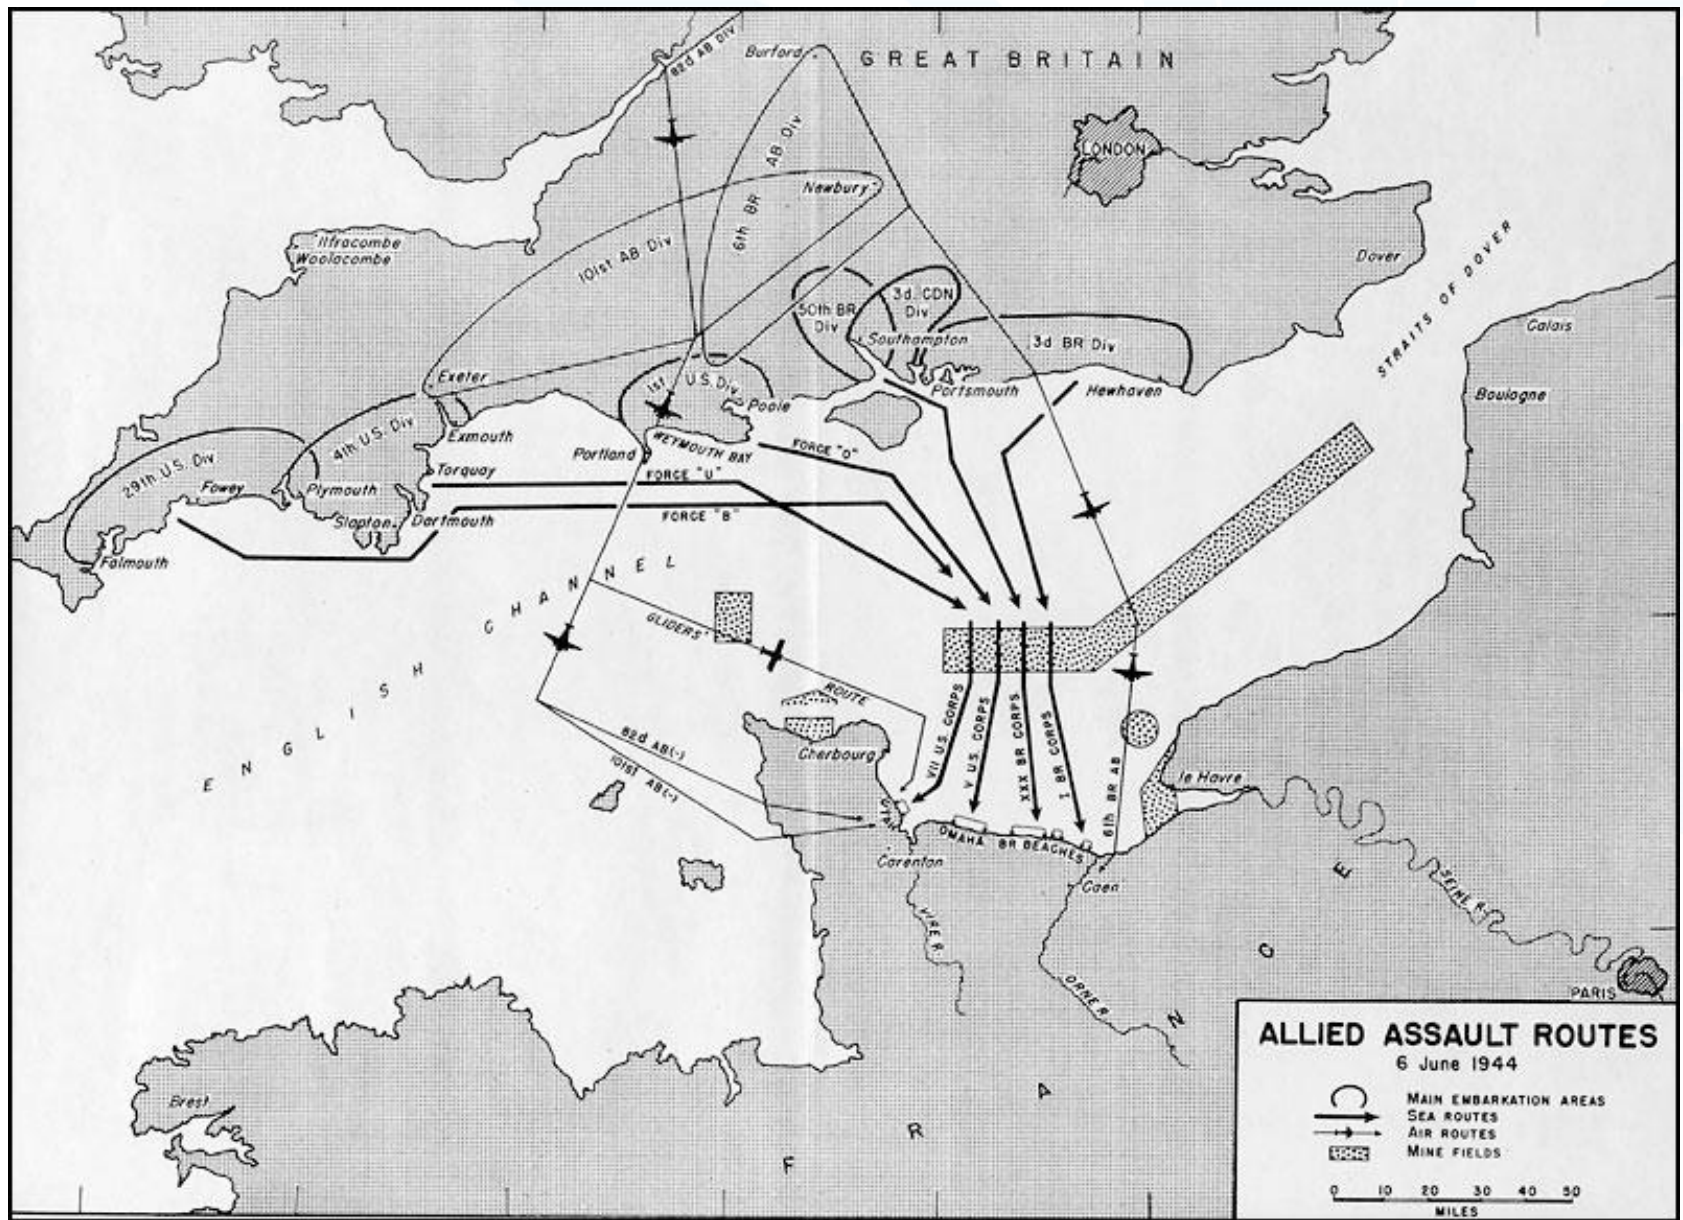 82d AB DIV
Burford
GREAT BRITAIN
AB Div
6th BR
LONDON
Newbury
101st AB Div
Ilfracombe
Woolacombe
Dover
STRAITS OF DOVER
Calais
Boulogne
50th BR
Div
3d. CDN
Div
Southampton
3d BR Div
Portsmouth
Hewhaven
Exeter
1st U.S. Div
Poole
4th U.S. Div
Exmouth
Portland
WEYMOUTH BAY
FORCE "O"
29th U.S. Div
Fowey
Plymouth
Torquay
FORCE "U"
Slapton
Dartmouth
FORCE "B"
Falmouth
ENGLISH CHANNEL
GLIDERS'
ROUTE
Cherbourg
82d AB(-)
101st AB(-)
VII U.S. CORPS
V U.S. CORPS
XXX BR CORPS
I BR CORPS
6th BR AB
le Havre
UTAH
OMAHA
BR BEACHES
Carentan
Caen
VIRE R.
ORNE R.
SEINE R.
PARIS
Brest
FRANCE
ALLIED ASSAULT ROUTES
6 June 1944
MAIN EMBARKATION AREAS
SEA ROUTES
AIR ROUTES
MINE FIELDS
0 10 20 30 40 50
MILES